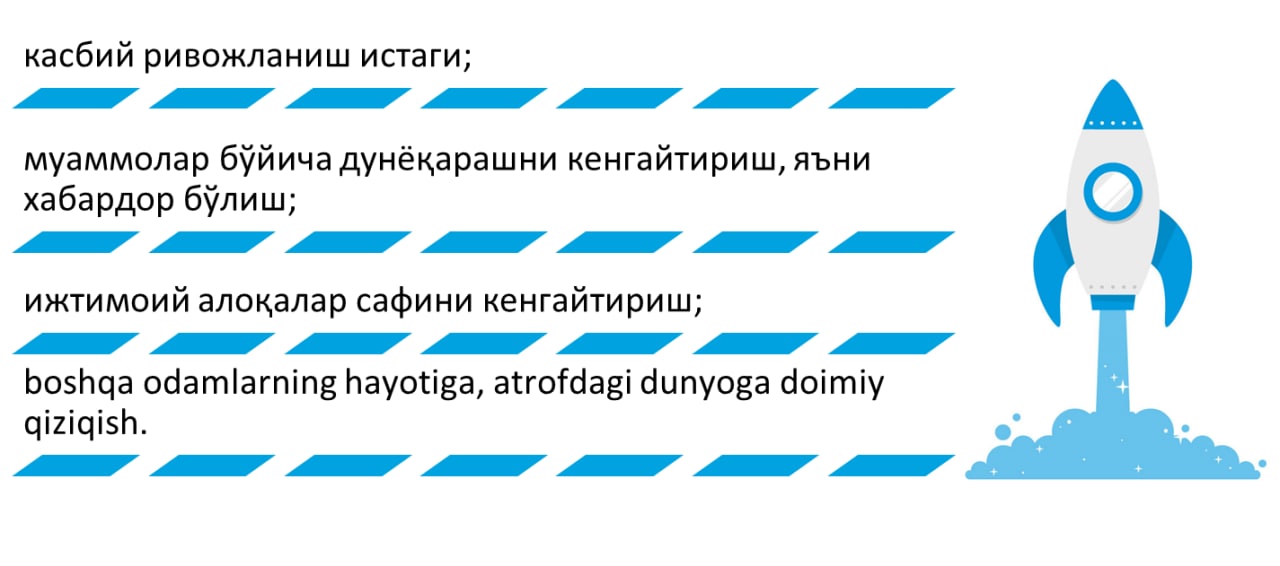 касбий ривожланиш истаги;
муаммолар бўйича дунёқарашни кенгайтириш, яъни
хабардор бўлиш;
ижтимоий алоқалар сафини кенгайтириш;
boshqa odamlarning hayotiga, atrofdagi dunyoga doimiy
qiziqish.